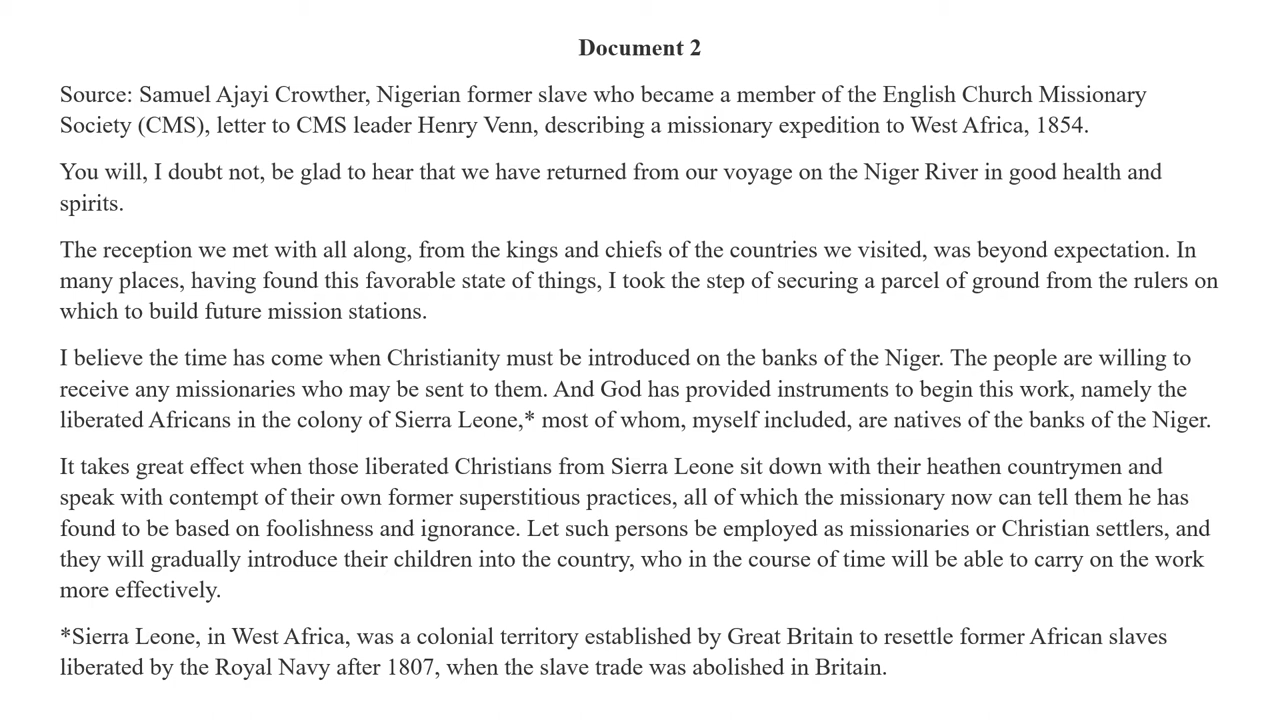 Document 2
Source: Samuel Ajayi Crowther, Nigerian former slave who became a member of the English Church Missionary
Society (CMS), letter to CMS leader Henry Venn, describing a missionary expedition to West Africa, 1854.
You will, I doubt not, be glad to hear that we have returned from our voyage on the Niger River in good health and
spirits.
The reception we met with all along, from the kings and chiefs of the countries we visited, was beyond expectation. In
many places, having found this favorable state of things, I took the step of securing a parcel of ground from the rulers on
which to build future mission stations.
I believe the time has come when Christianity must be introduced on the banks of the Niger. The people are willing to
receive any missionaries who may be sent to them. And God has provided instruments to begin this work, namely the
liberated Africans in the colony of Sierra Leone,* most of whom, myself included, are natives of the banks of the Niger.
It takes great effect when those liberated Christians from Sierra Leone sit down with their heathen countrymen and
speak with contempt of their own former superstitious practices, all of which the missionary now can tell them he has
found to be based on foolishness and ignorance. Let such persons be employed as missionaries or Christian settlers, and
they will gradually introduce their children into the country, who in the course of time will be able to carry on the work
more effectively.
*Sierra Leone, in West Africa, was a colonial territory established by Great Britain to resettle former African slaves
liberated by the Royal Navy after 1807, when the slave trade was abolished in Britain.